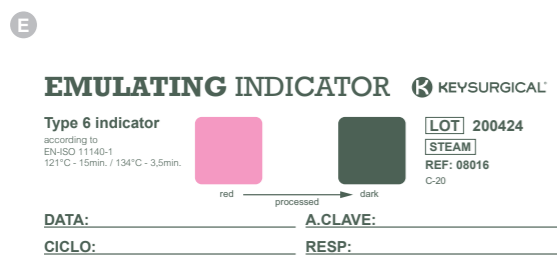 E
EMULATING INDICATOR
KEYSURGICAL
Type 6 indicator
according to
EN-ISO 11140-1
121°C - 15min. / 134°C - 3,5min.
red
processed
dark
LOT 200424
STEAM
REF: 08016
C-20
DATA:
A.CLAVE:
CICLO:
RESP: